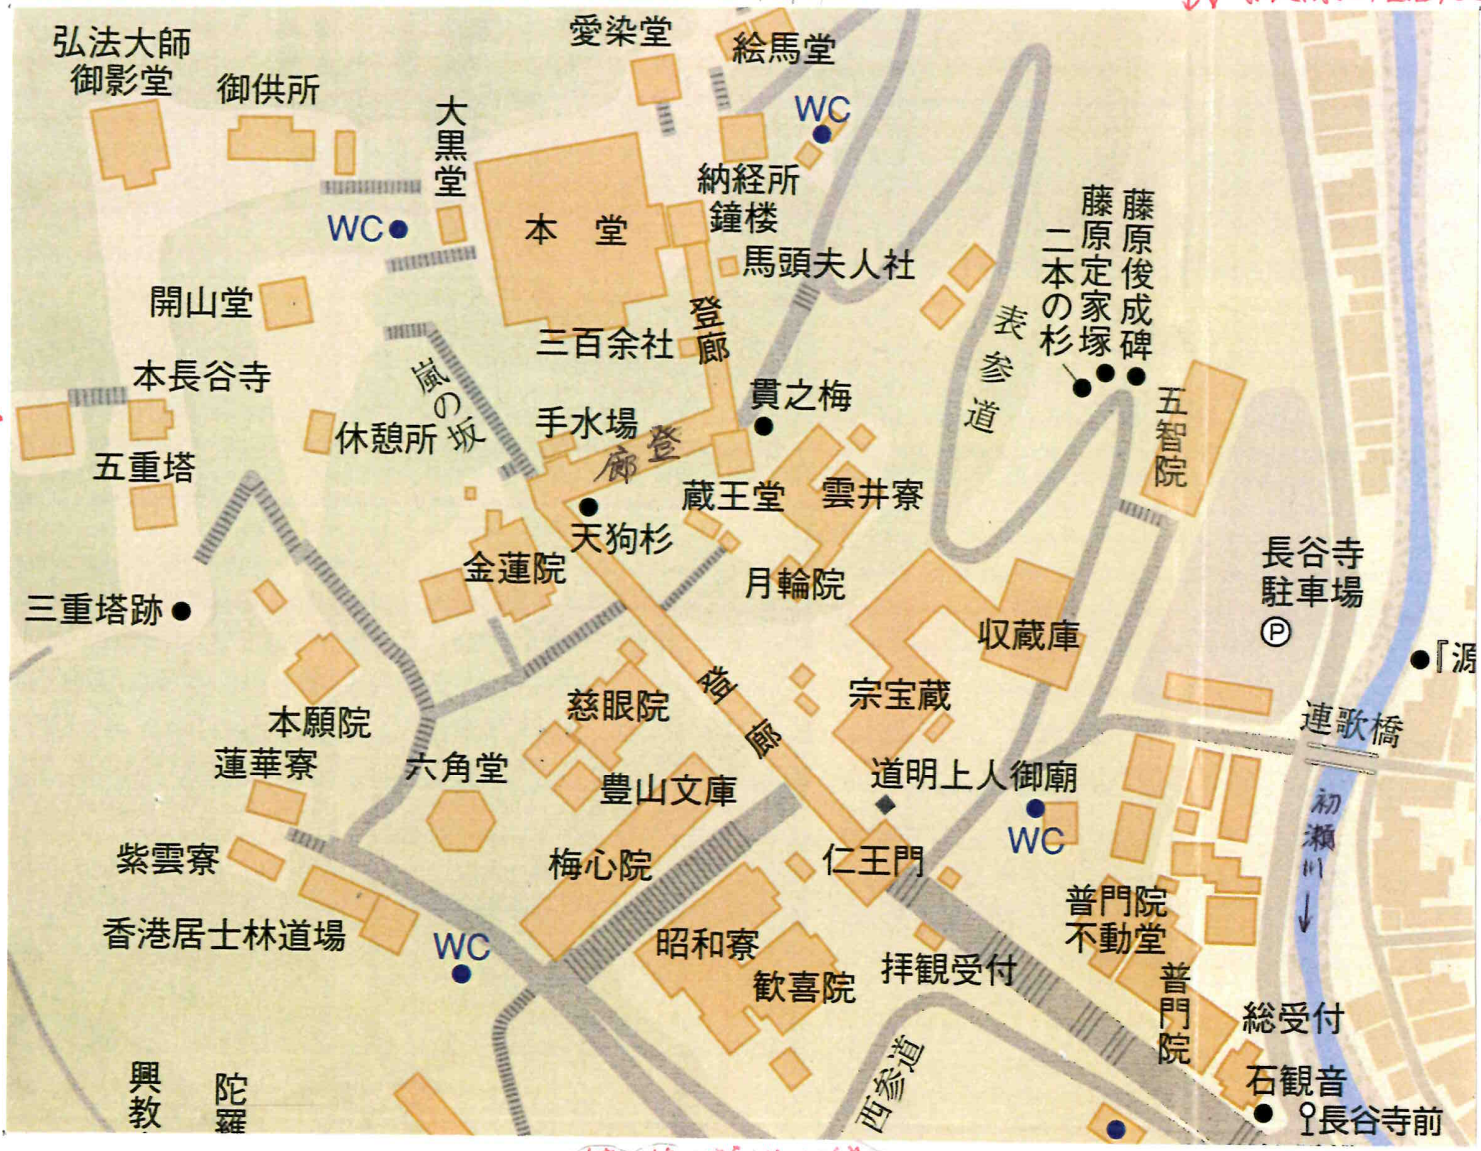 弘法大師
御影堂
御供所
大黒堂
愛染堂
絵馬堂
WC
納経所
鐘楼
本 堂
WC
馬頭夫人社
登廊
三百余社
開山堂
本長谷寺
嵐の坂
休憩所
手水場
登廊
貫之梅
表参道
二本の杉
藤原定家塚
藤原俊成碑
五智院
五重塔
蔵王堂
雲井寮
天狗杉
金蓮院
月輪院
三重塔跡
収蔵庫
長谷寺
駐車場
P
『源
宗宝蔵
慈眼院
登廊
本願院
蓮華寮
六角堂
豊山文庫
道明上人御廟
WC
連歌橋
初瀬川
紫雲寮
梅心院
仁王門
香港居士林道場
WC
昭和寮
歓喜院
拝観受付
普門院
不動堂
普門院
総受付
西参道
石観音
長谷寺前
興教
陀羅